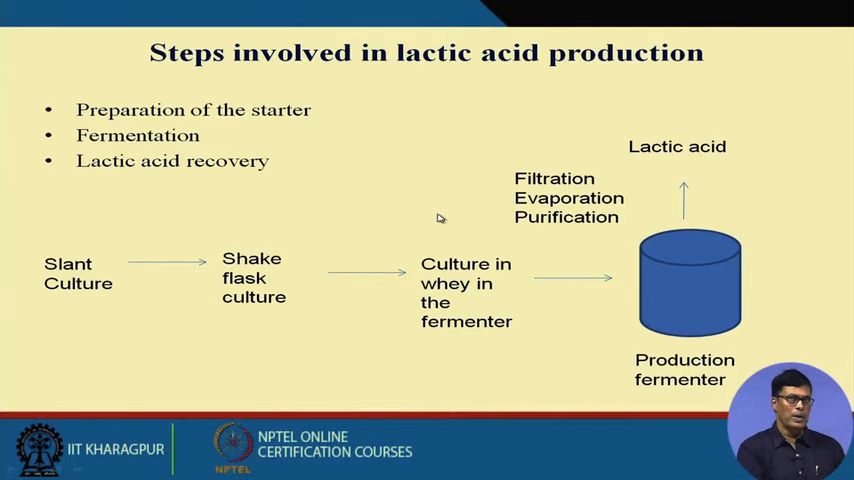 Steps involved in lactic acid production
• Preparation of the starter
• Fermentation
• Lactic acid recovery
Lactic acid
Filtration
Evaporation
Purification
Slant
Culture
Shake
flask
culture
Culture in
whey in
the
fermenter
Production
fermenter
IIT KHARAGPUR
NPTEL
NPTEL ONLINE
CERTIFICATION COURSES